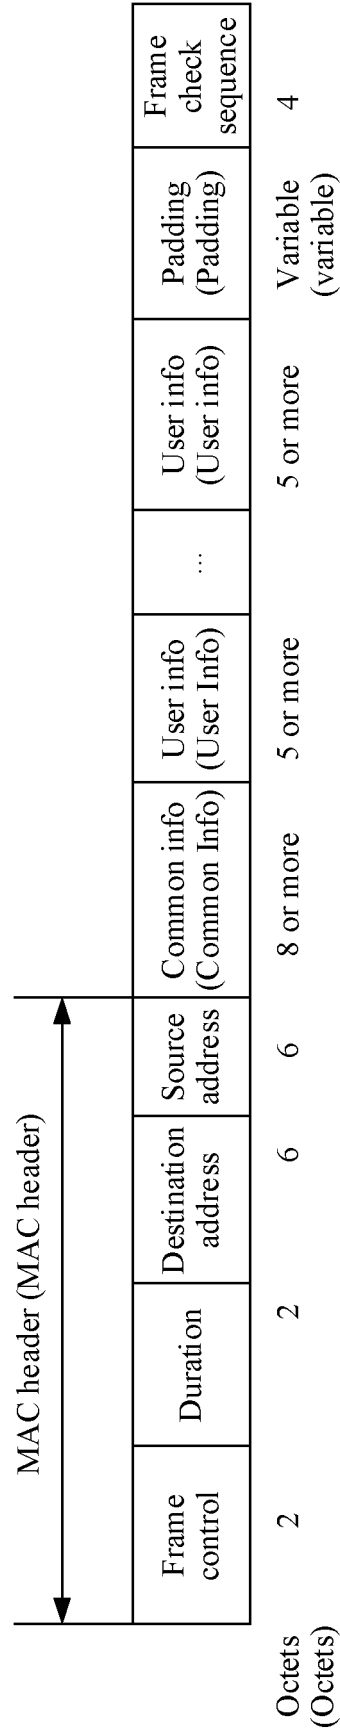 MAC header (MAC header)
Frame
control
Duration
Destination
address
Source
address
Common info
(Common Info)
User info
(User Info)
...
User info
(User info)
Padding
(Padding)
Frame
check
sequence
Octets
(Octets)
2
2
6
6
8 or more
5 or more
5 or more
Variable
(variable)
4